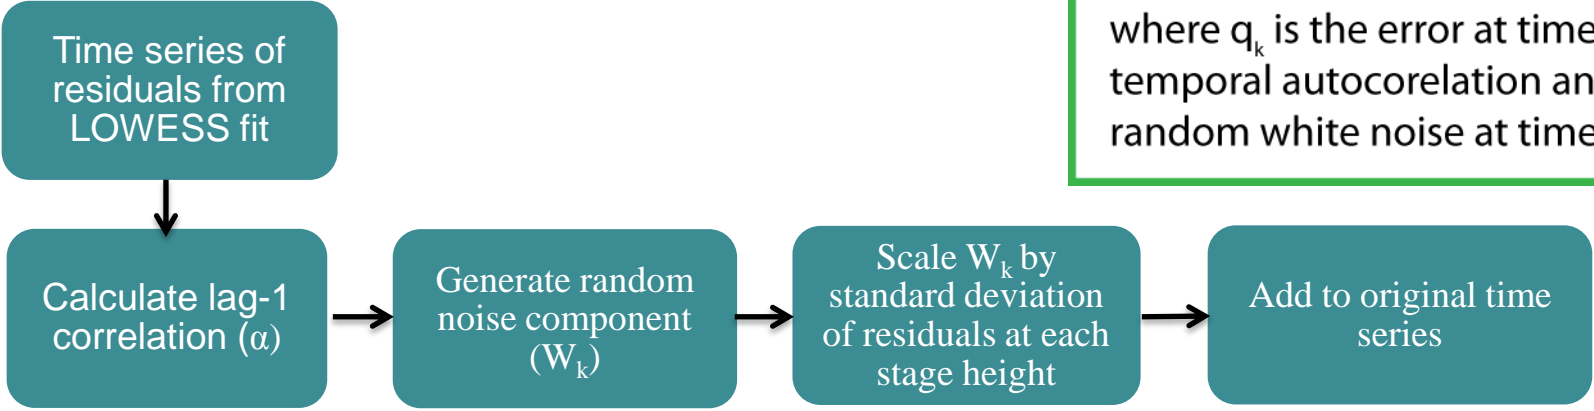 Time series of
residuals from
LOWESS fit
where qₖ is the error at time
temporal autocorelation an
random white noise at time
Calculate lag-1
correlation (α)
Generate random
noise component
(Wₖ)
Scale Wₖ by
standard deviation
of residuals at each
stage height
Add to original time
series